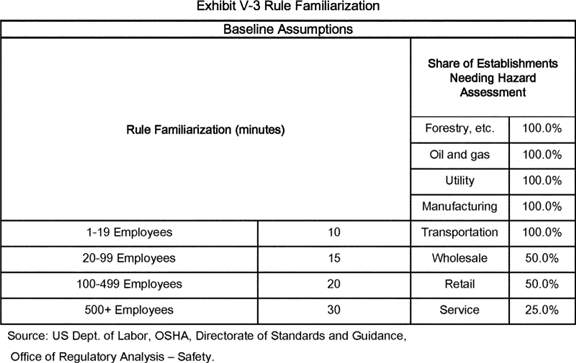 Exhibit V-3 Rule Familiarization
Baseline Assumptions
Rule Familiarization (minutes)
Share of Establishments
Needing Hazard
Assessment
Forestry, etc. 100.0%
Oil and gas 100.0%
Utility 100.0%
Manufacturing 100.0%
1-19 Employees 10 Transportation 100.0%
20-99 Employees 15 Wholesale 50.0%
100-499 Employees 20 Retail 50.0%
500+ Employees 30 Service 25.0%
Source: US Dept. of Labor, OSHA, Directorate of Standards and Guidance,
Office of Regulatory Analysis – Safety.